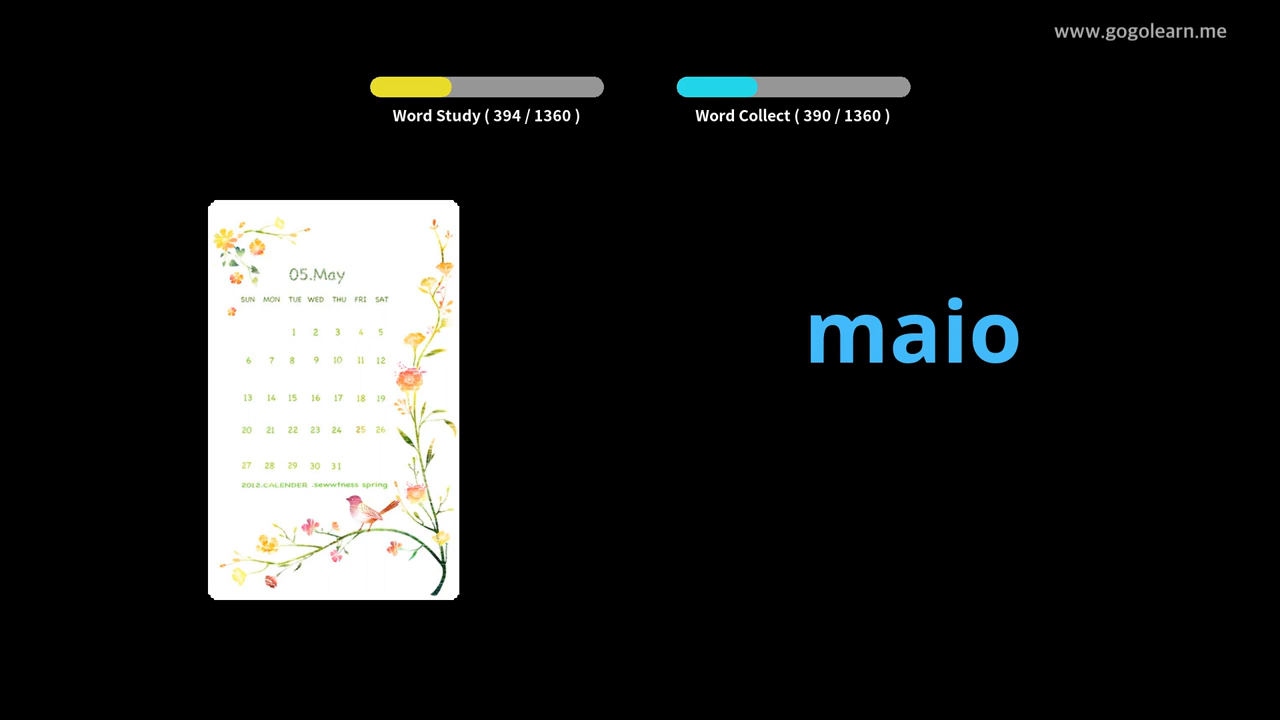 www.gogolearn.me
Word Study ( 394 / 1360 )
Word Collect ( 390 / 1360 )
05.May
SUN MON TUE WED THU FRI SAT
1 2 3 4 5
6 7 8 9 10 11 12
13 14 15 16 17 18 19
20 21 22 23 24 25 26
27 28 29 30 31
2012.CALENDER .sewwtness spring
maio